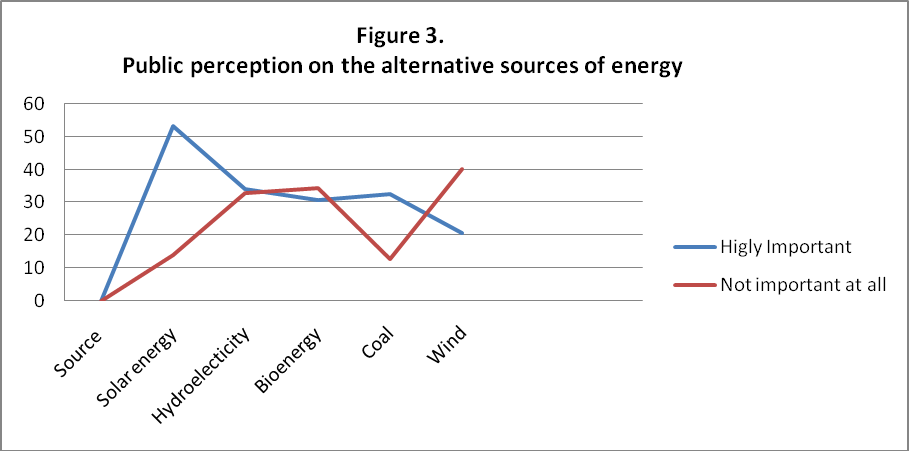 Figure 3.
Public perception on the alternative sources of energy
60
50
40
30
20
10
0
Source
Solar energy
Hydroelecticity
Bioenergy
Coal
Wind
Higly Important
Not important at all